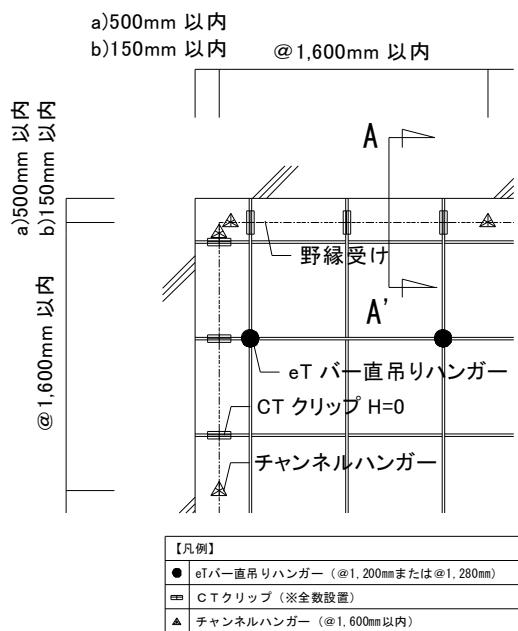 a)500mm 以内
b)150mm 以内
@1,600mm 以内
a)500mm 以内
b)150mm 以内
@1,600mm 以内
A
野縁受け
A'
eT バー直吊りハンガー
CT クリップ H=0
チャンネルハンガー
【凡例】
eTバー直吊りハンガー（@1,200mmまたは@1,280mm）
CTクリップ（※全数設置）
チャンネルハンガー（@1,600mm以内）